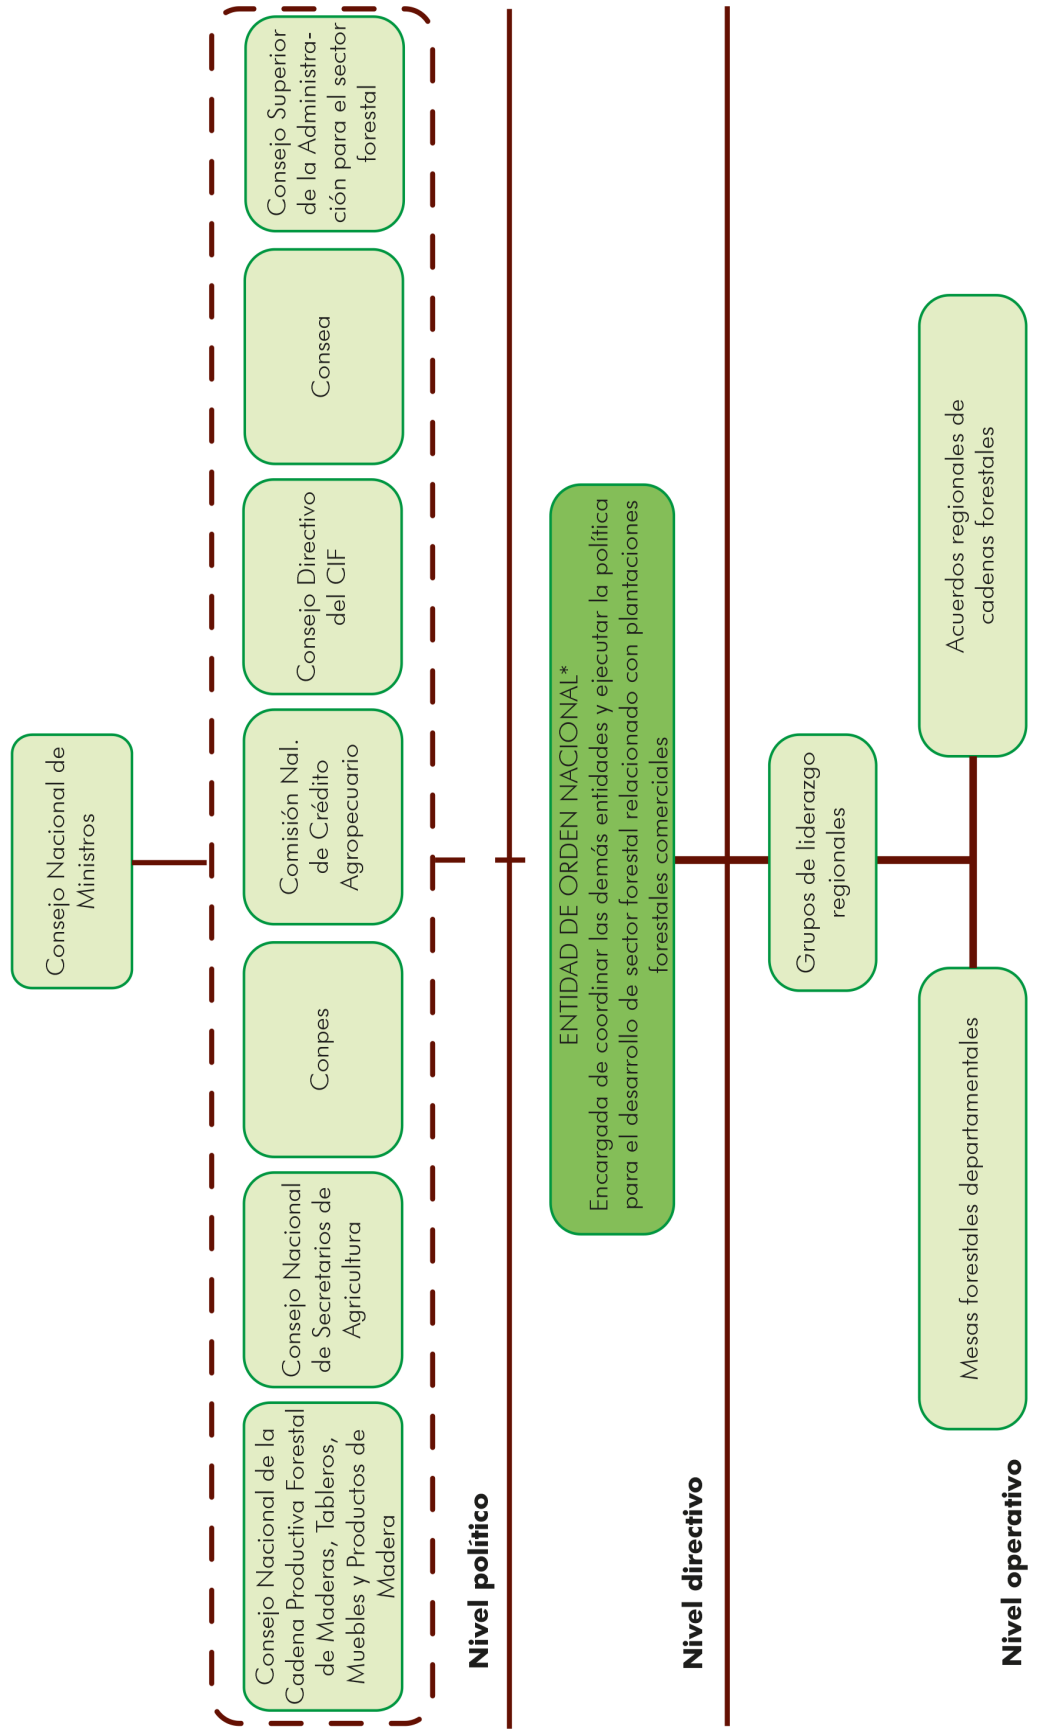 Consejo Nacional de
Ministros
Consejo Nacional de la
Cadena Productiva Forestal
de Maderas, Tableros,
Muebles y Productos de
Madera
Consejo Nacional
de Secretarios de
Agricultura
Conpes
Comisión Nal.
de Crédito
Agropecuario
Consejo Directivo
del CIF
Consea
Consejo Superior
de la Administra-
ción para el sector
forestal
Nivel político
ENTIDAD DE ORDEN NACIONAL*
Encargada de coordinar las demás entidades y ejecutar la política
para el desarrollo de sector forestal relacionado con plantaciones
forestales comerciales
Nivel directivo
Grupos de liderazgo
regionales
Mesas forestales departamentales
Acuerdos regionales de
cadenas forestales
Nivel operativo